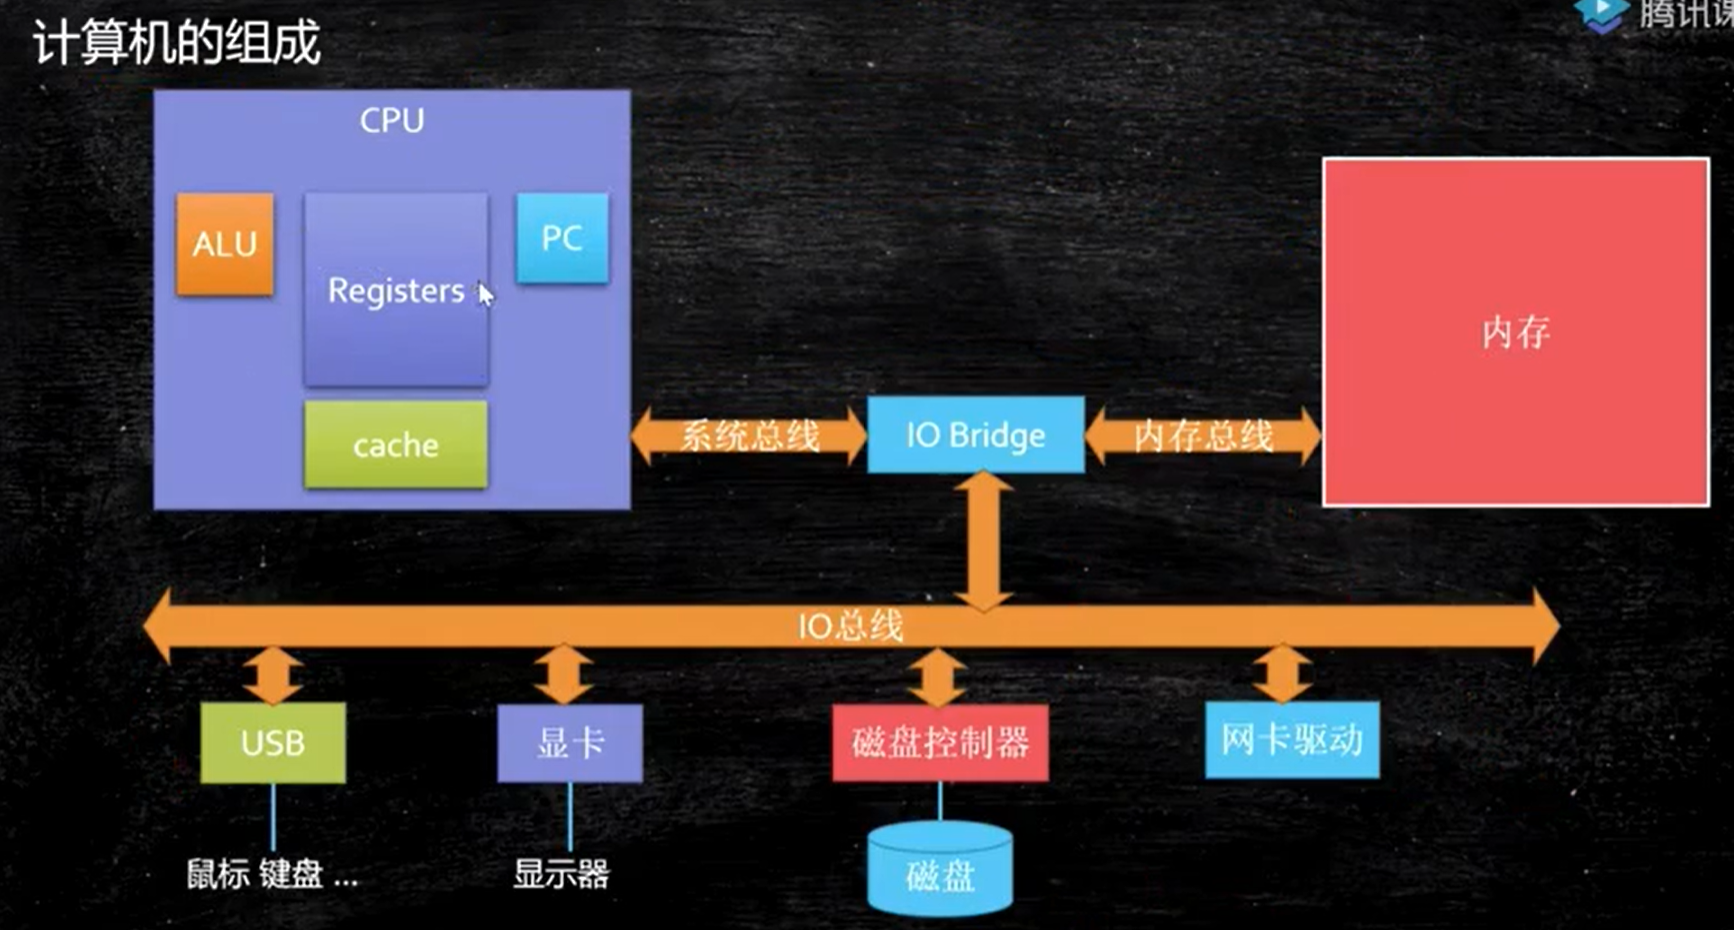 计算机的组成
腾讯课
CPU
ALU
Registers
PC
cache
内存
系统总线
IO Bridge
内存总线
IO总线
USB
显卡
磁盘控制器
网卡驱动
鼠标 键盘 ...
显示器
磁盘